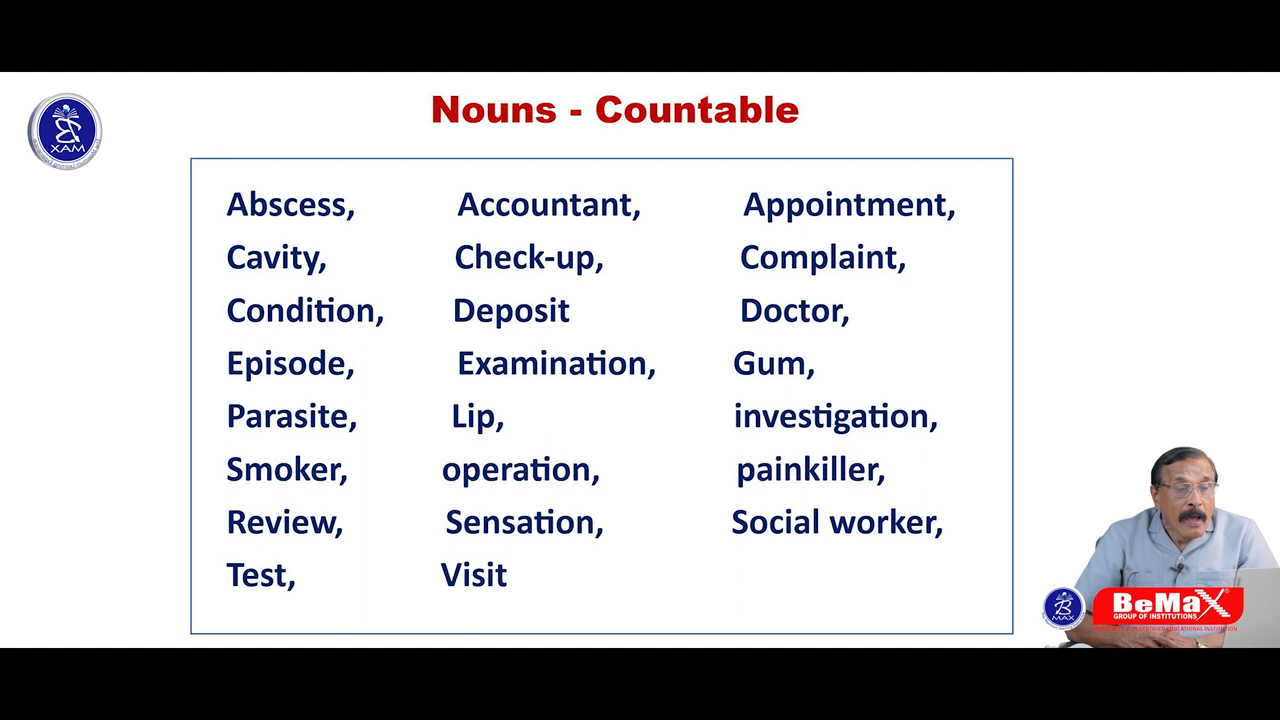 Nouns - Countable
Abscess, Accountant, Appointment,
Cavity, Check-up, Complaint,
Condition, Deposit Doctor,
Episode, Examination, Gum,
Parasite, Lip, investigation,
Smoker, operation, painkiller,
Review, Sensation, Social worker,
Test, Visit
XAM
B
MAX
BeMaX
GROUP OF INSTITUTIONS